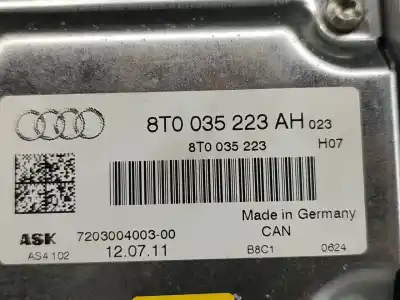 8T0 035 223 AH 023
8T0 035 223 H07
Made in Germany
ASK 7203004003-00 CAN
AS4 102 12.07.11 B8C1 0624